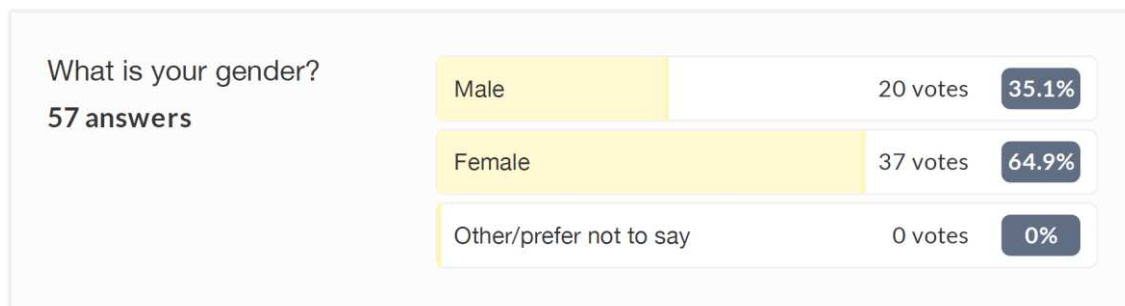 What is your gender?
57 answers
Male 20 votes 35.1%
Female 37 votes 64.9%
Other/prefer not to say 0 votes 0%